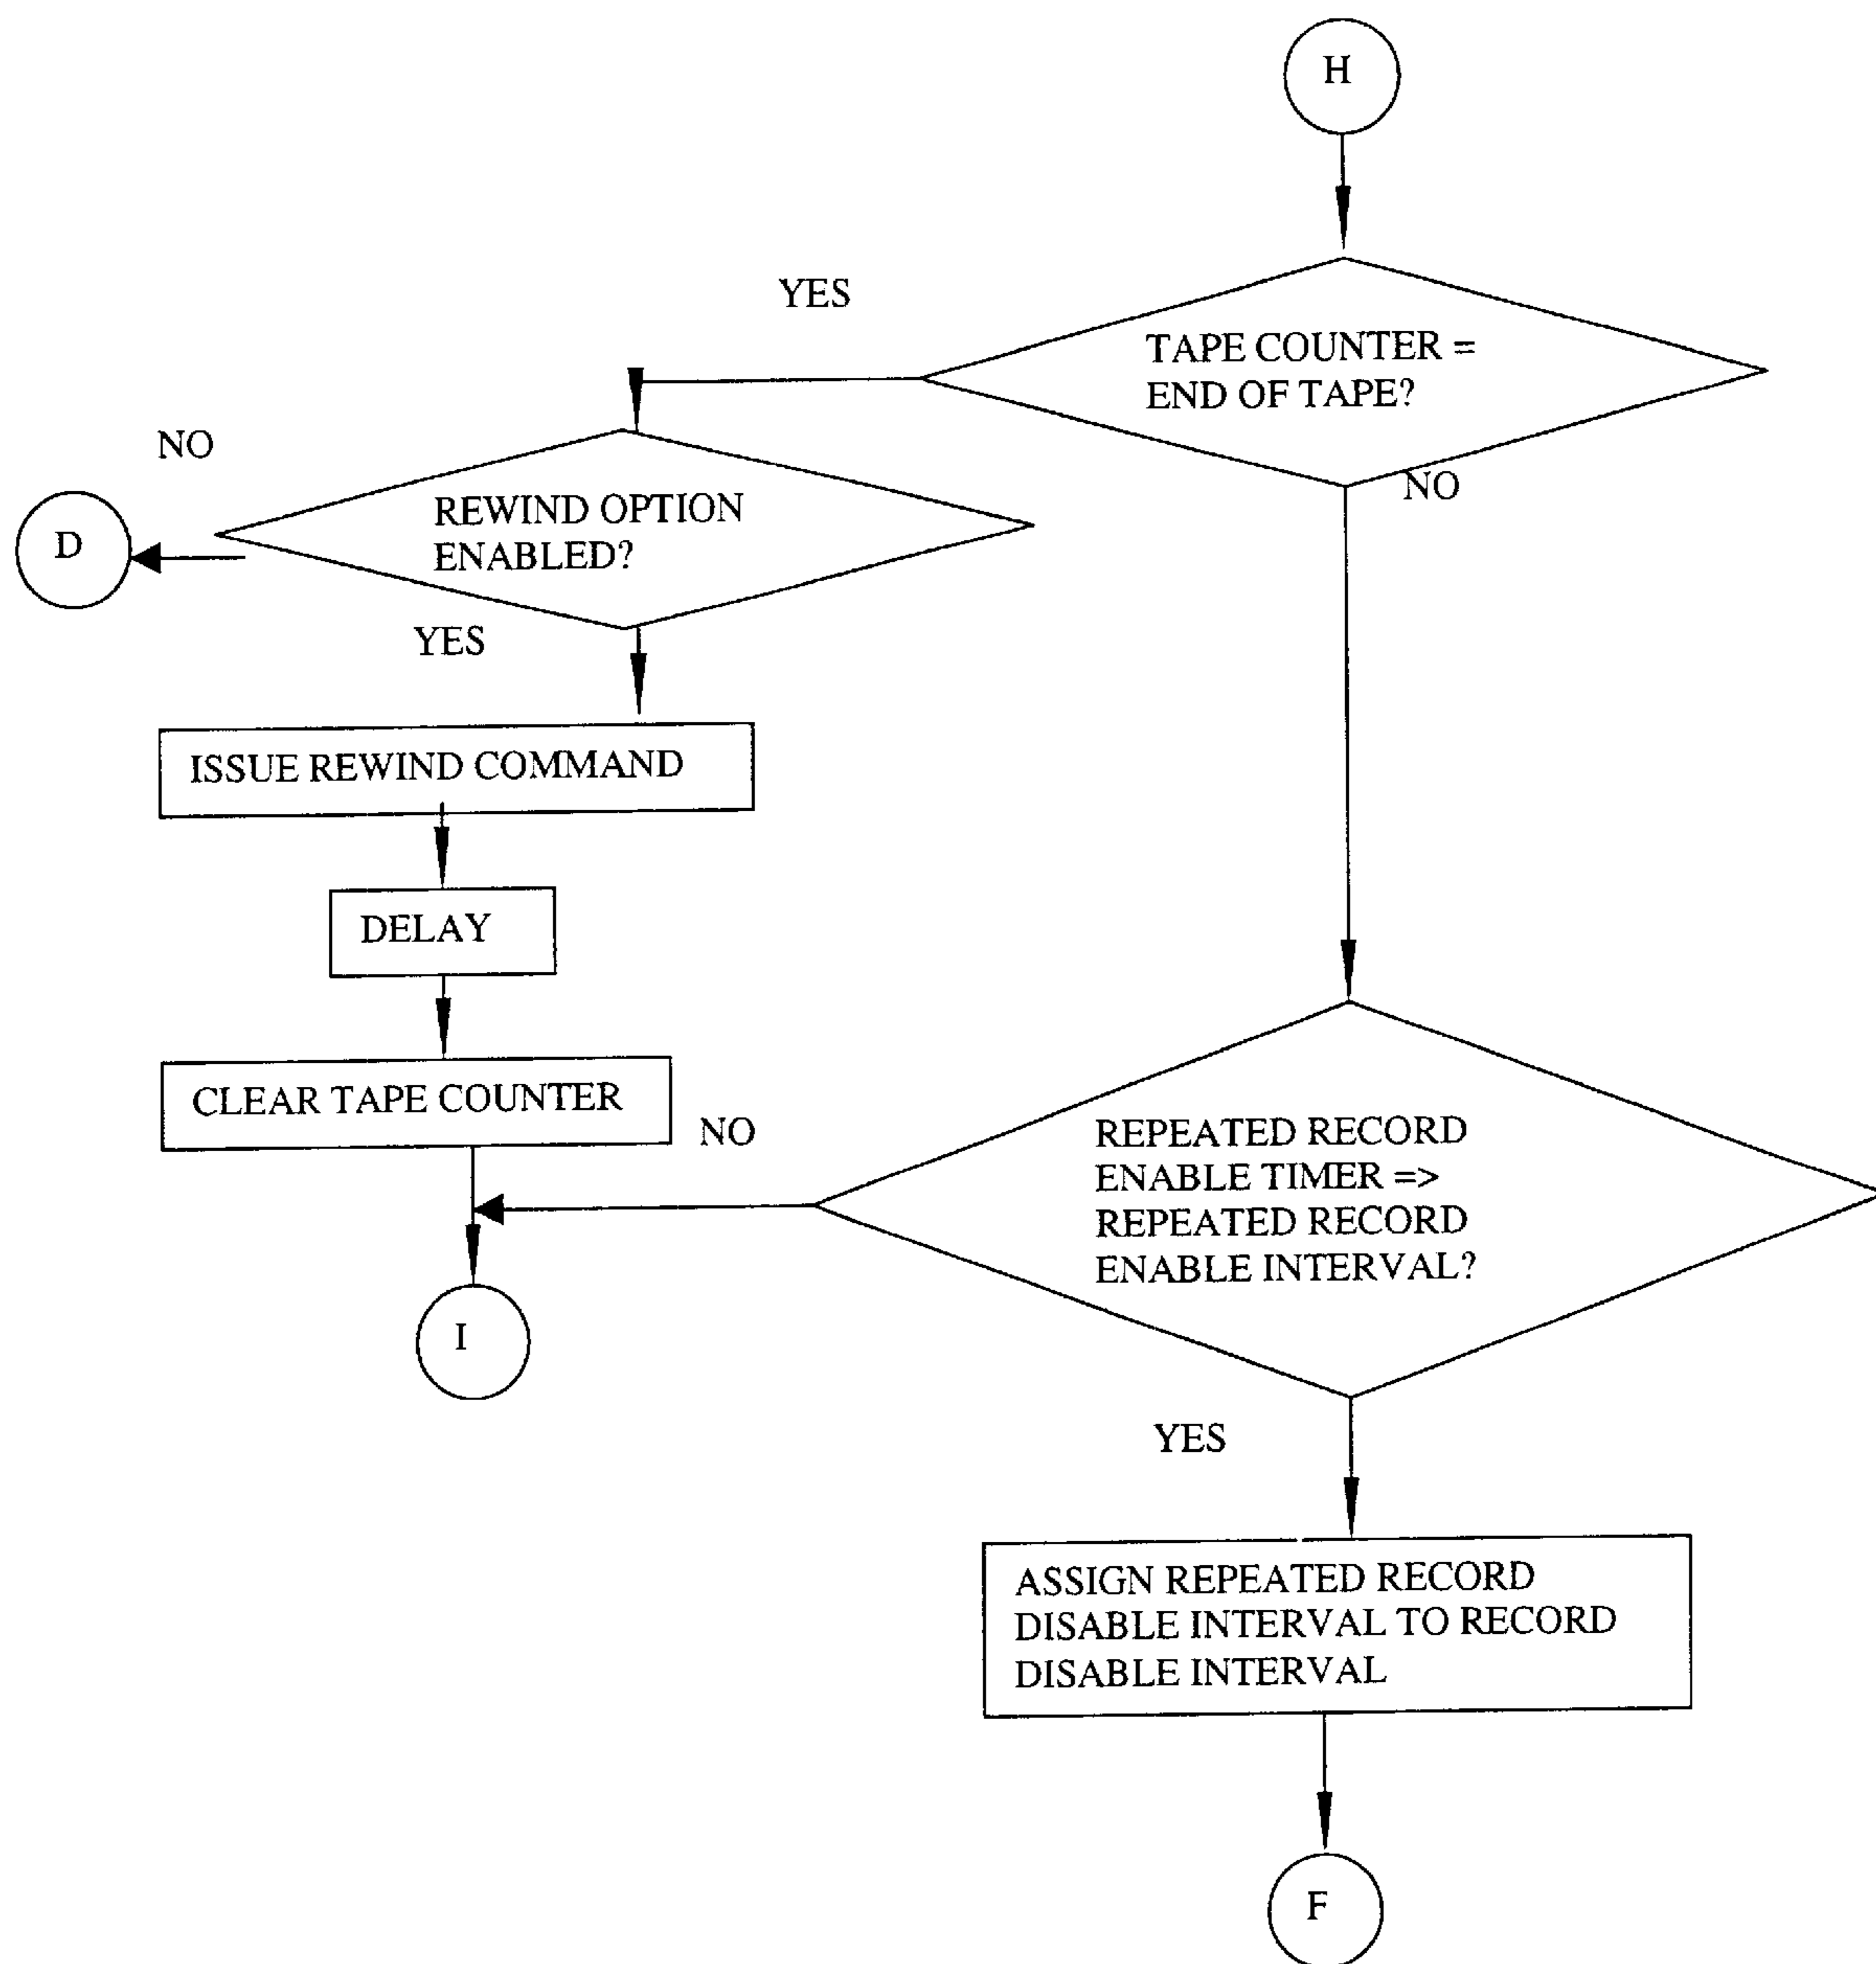 H
YES
TAPE COUNTER =
END OF TAPE?
NO
NO
D
REWIND OPTION
ENABLED?
YES
ISSUE REWIND COMMAND
DELAY
CLEAR TAPE COUNTER
NO
REPEATED RECORD
ENABLE TIMER =>
REPEATED RECORD
ENABLE INTERVAL?
I
YES
ASSIGN REPEATED RECORD
DISABLE INTERVAL TO RECORD
DISABLE INTERVAL
F